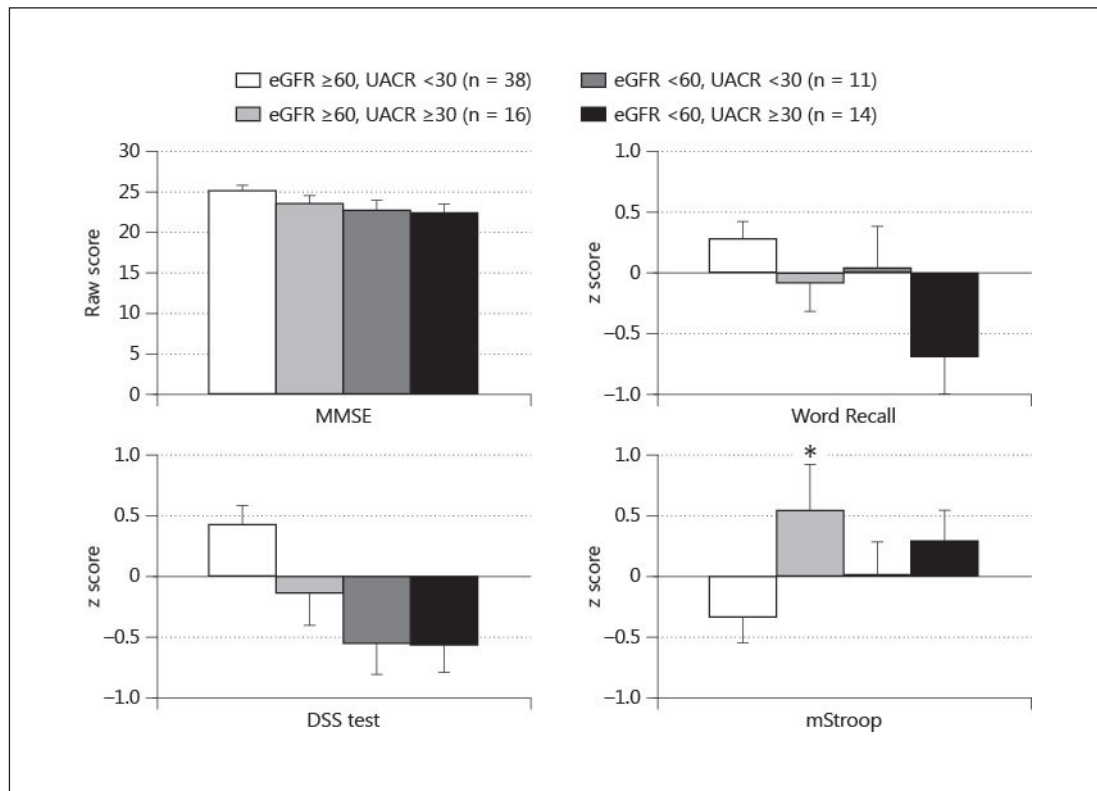 eGFR ≥60, UACR <30 (n = 38)
eGFR <60, UACR <30 (n = 11)
eGFR ≥60, UACR ≥30 (n = 16)
eGFR <60, UACR ≥30 (n = 14)
30
25
20
15
10
5
0
Raw score
MMSE
1.0
0.5
0
–0.5
–1.0
z score
Word Recall
1.0
0.5
0
–0.5
–1.0
z score
DSS test
1.0
0.5
0
–0.5
–1.0
z score
*
mStroop